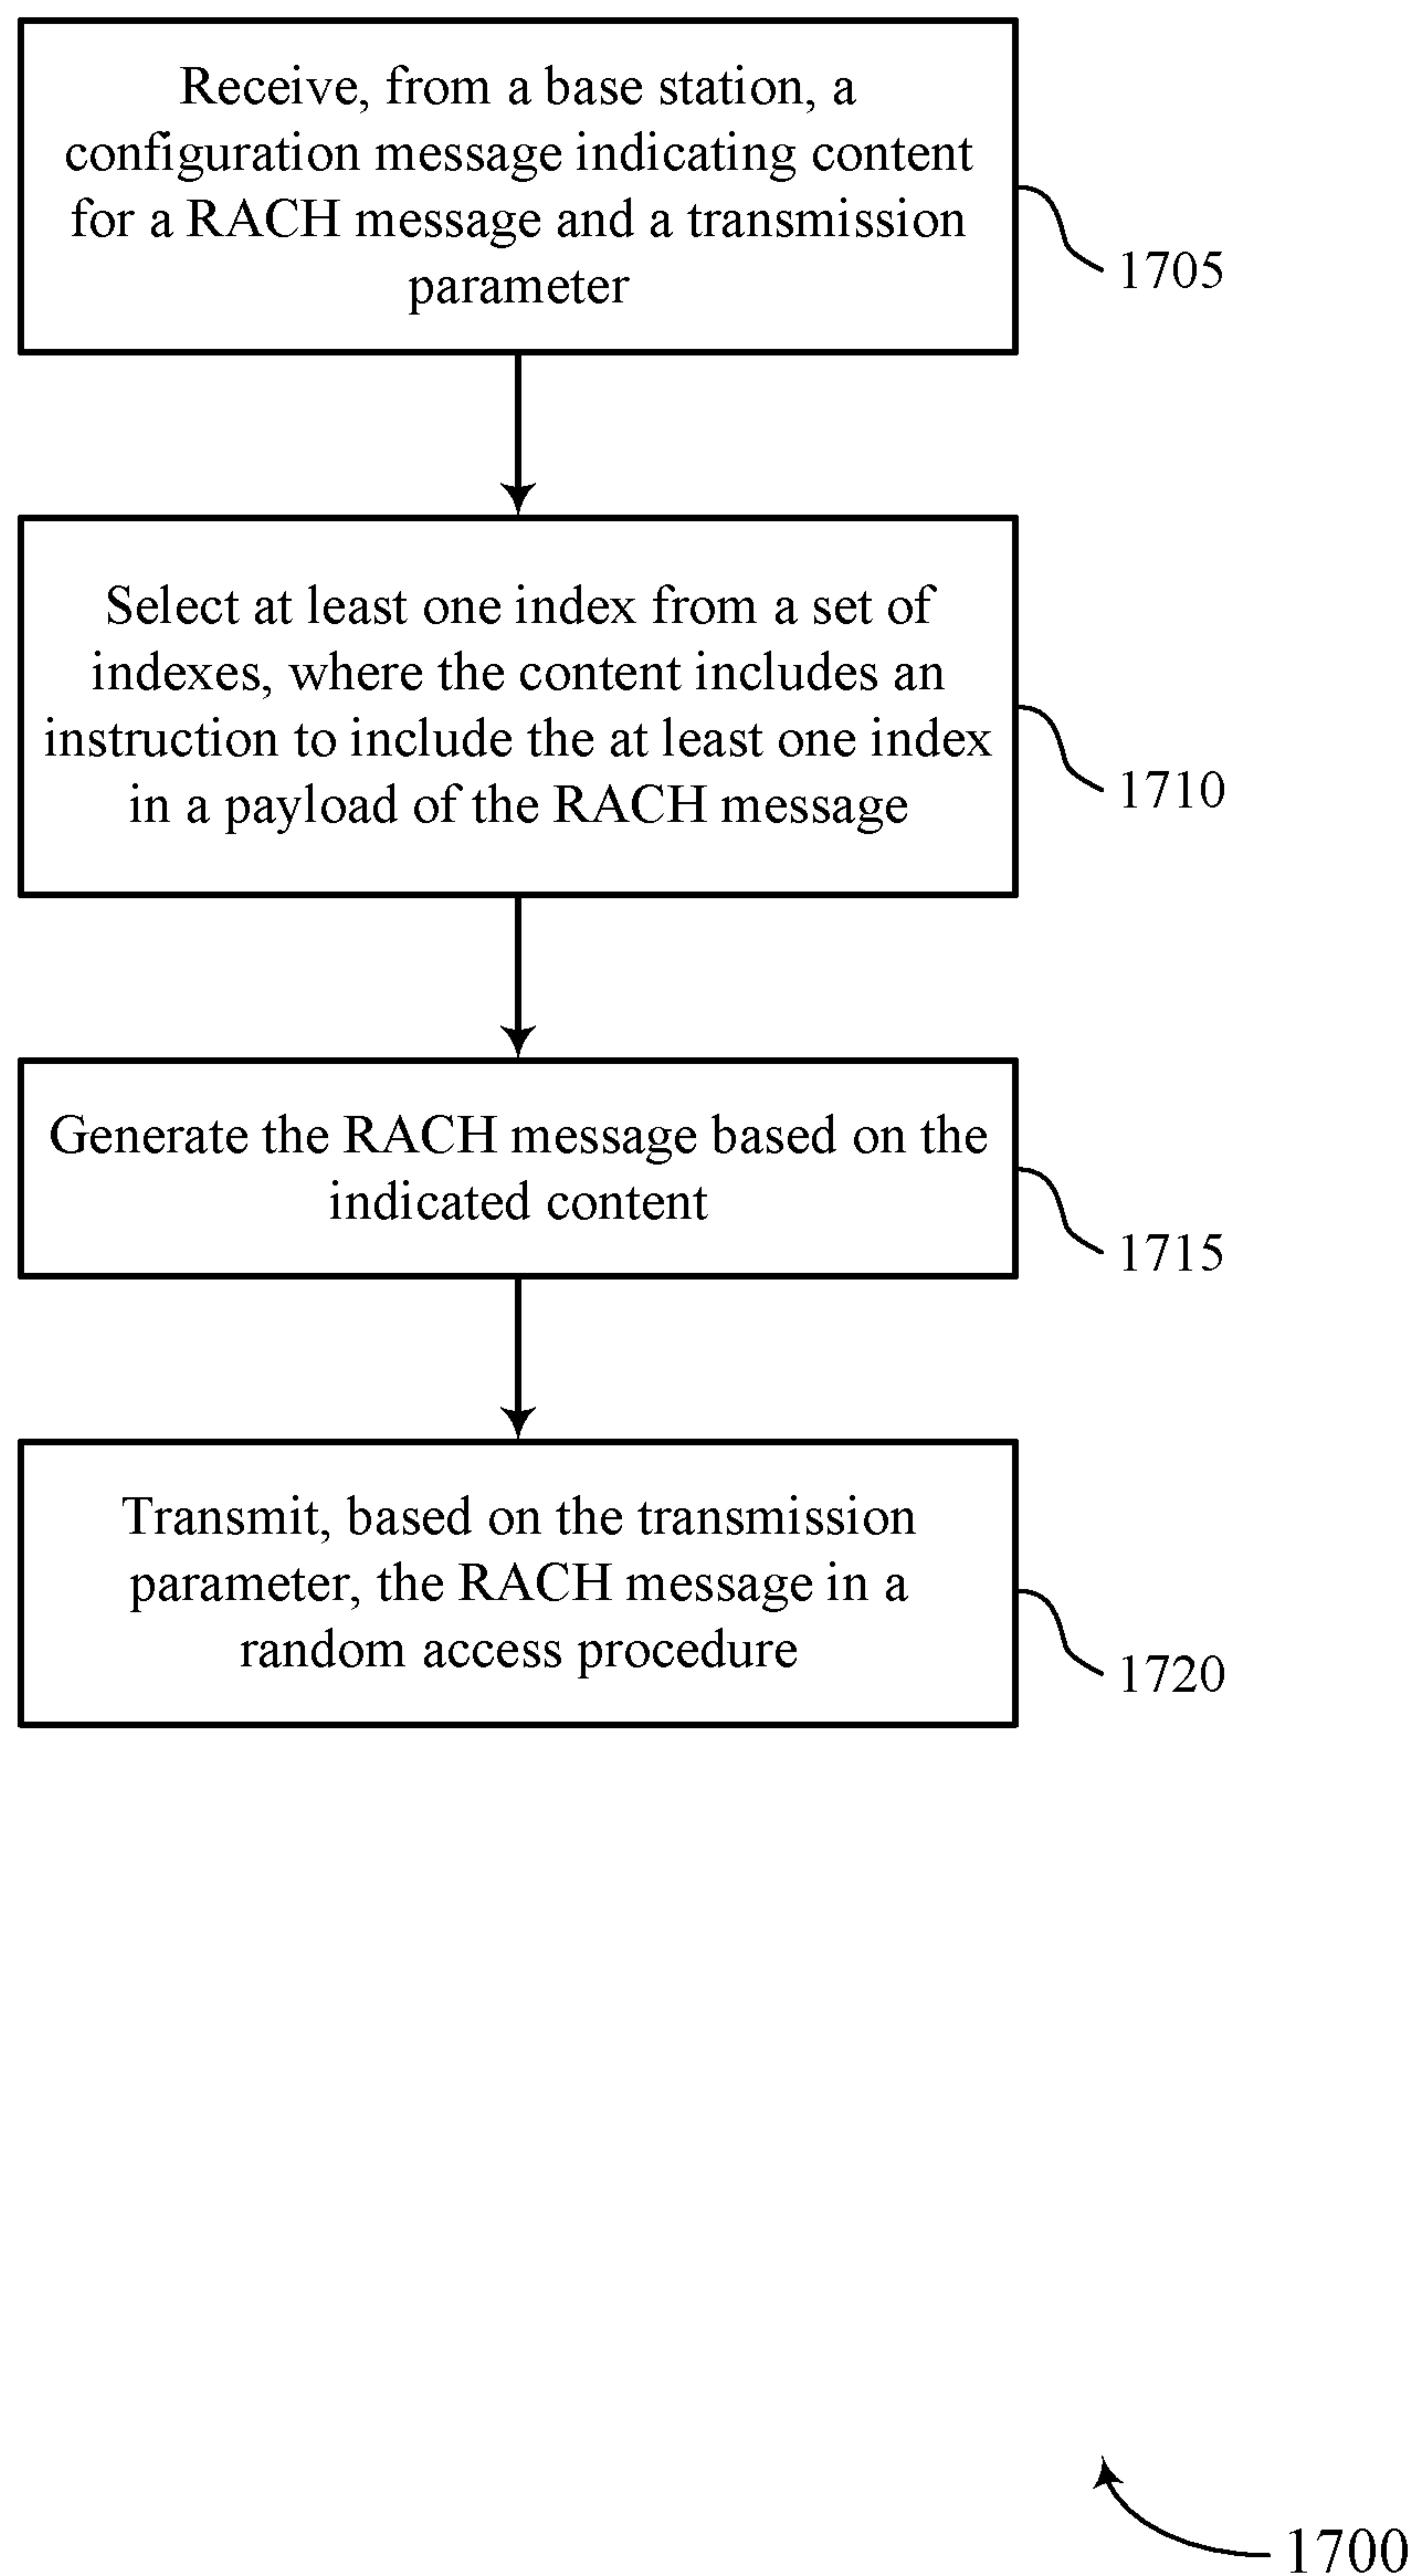 Receive, from a base station, a
configuration message indicating content
for a RACH message and a transmission
parameter
1705
Select at least one index from a set of
indexes, where the content includes an
instruction to include the at least one index
in a payload of the RACH message
1710
Generate the RACH message based on the
indicated content
1715
Transmit, based on the transmission
parameter, the RACH message in a
random access procedure
1720
1700